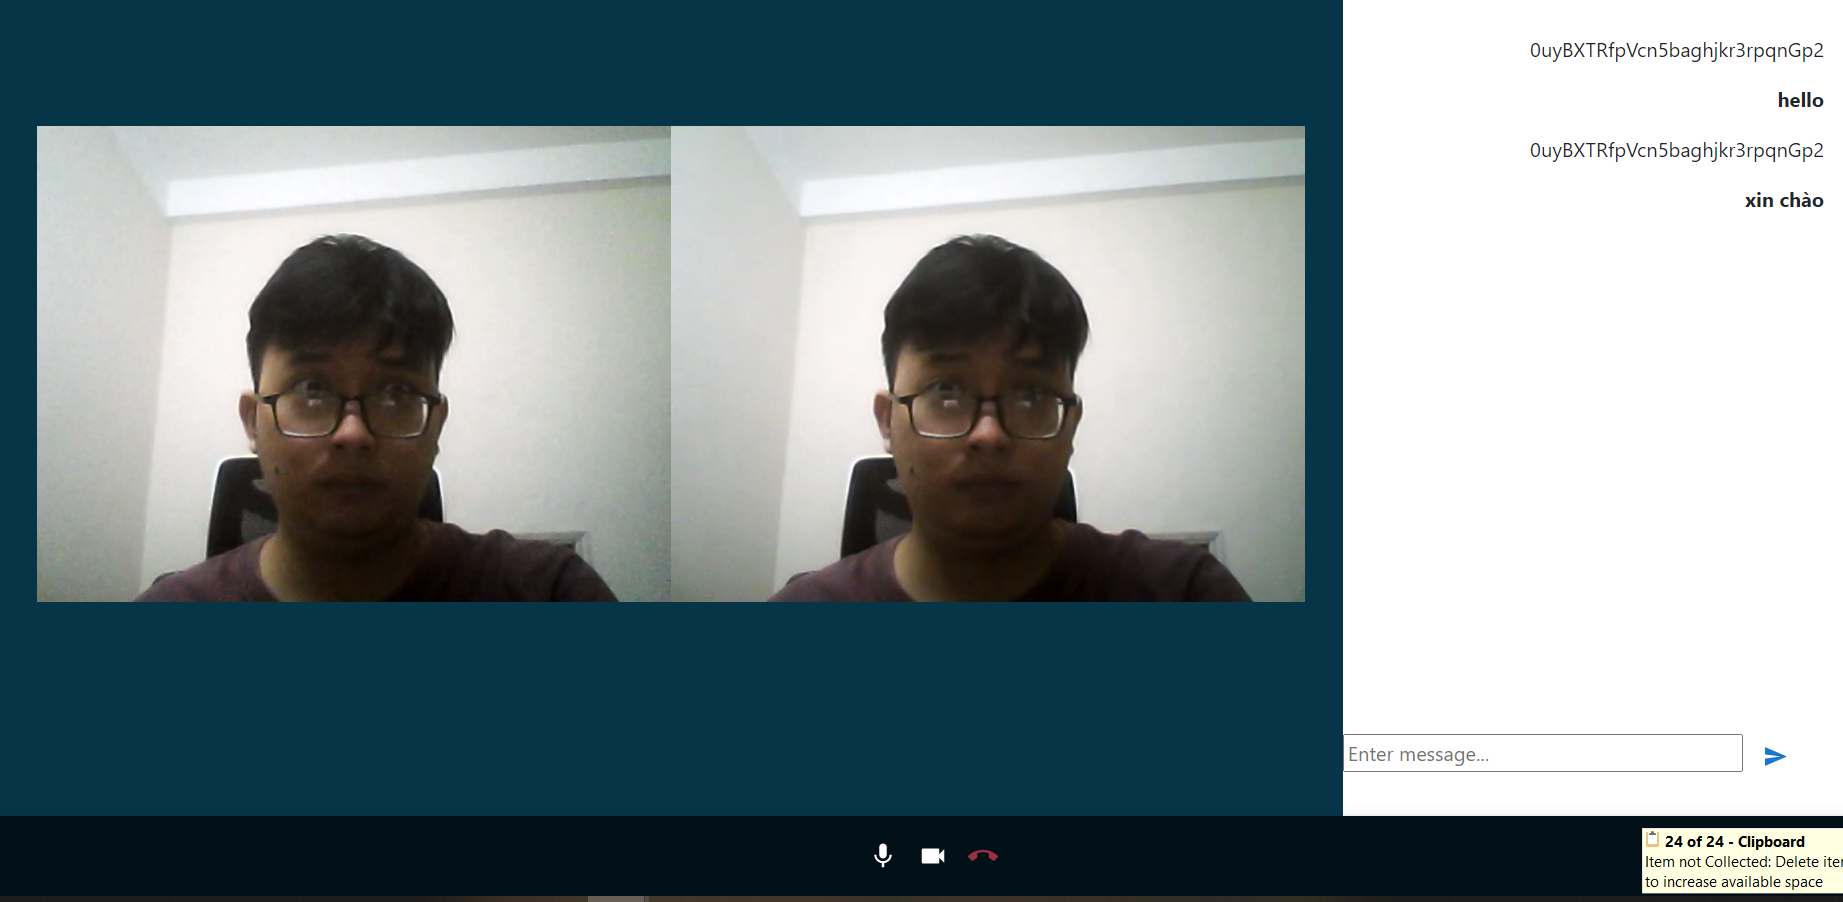 0uyBXTRfpVcn5baghjkr3rpqnGp2
hello
0uyBXTRfpVcn5baghjkr3rpqnGp2
xin chào
Enter message...
24 of 24 - Clipboard
Item not Collected: Delete
to increase available space